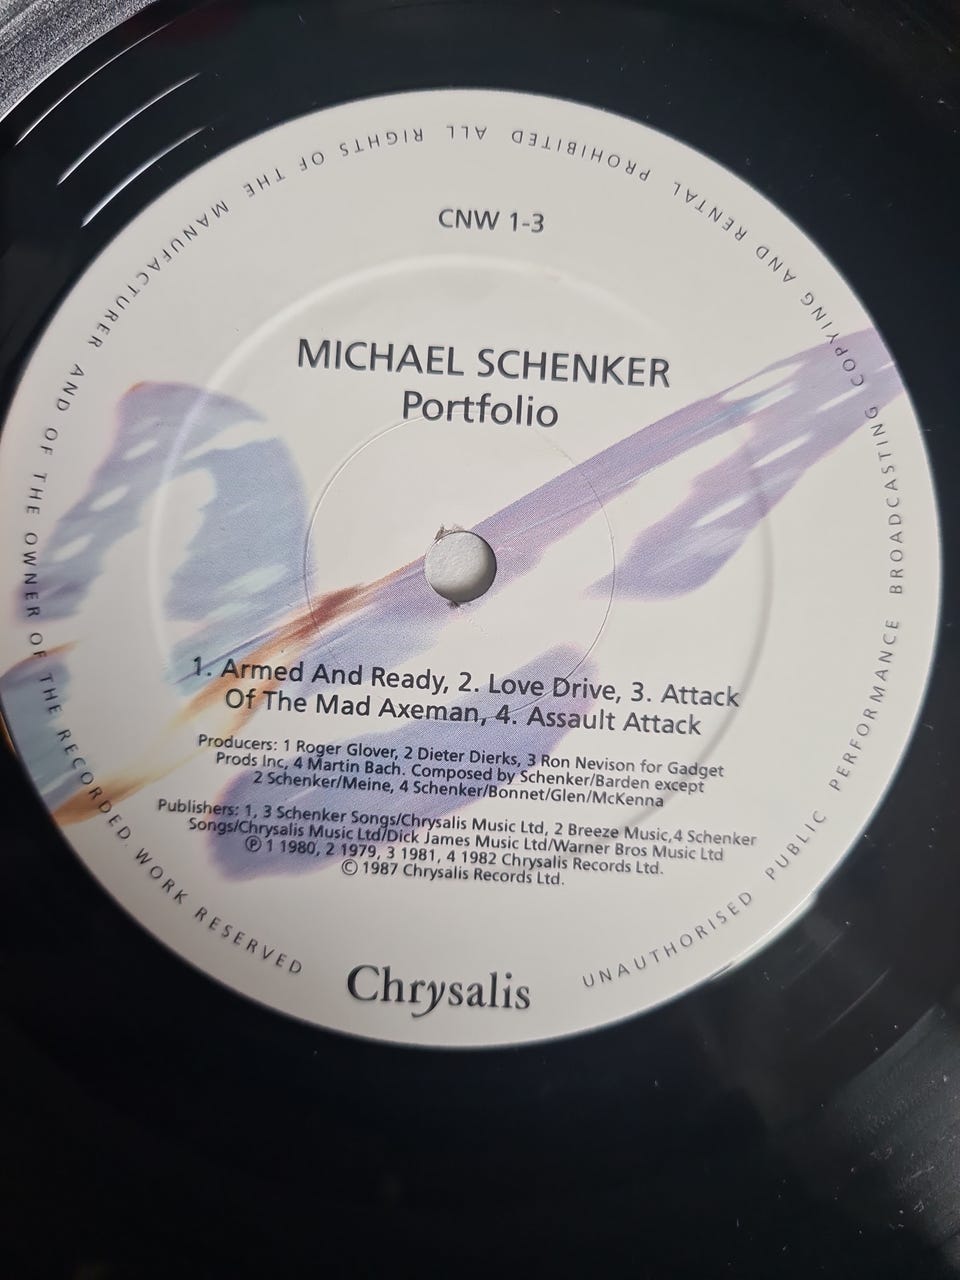 CNW 1-3
MICHAEL SCHENKER
Portfolio
1. Armed And Ready, 2. Love Drive, 3. Attack
Of The Mad Axeman, 4. Assault Attack
Producers: 1 Roger Glover, 2 Dieter Dierks, 3 Ron Nevison for Gadget
Prods Inc, 4 Martin Bach. Composed by Schenker/Barden except
2 Schenker/Meine, 4 Schenker/Bonnet/Glen/McKenna
Publishers: 1, 3 Schenker Songs/Chrysalis Music Ltd, 2 Breeze Music,4 Schenker
Songs/Chrysalis Music Ltd/Dick James Music Ltd/Warner Bros Music Ltd
Ⓟ 1 1980, 2 1979, 3 1981, 4 1982 Chrysalis Records Ltd.
© 1987 Chrysalis Records Ltd.
Chrysalis
UNAUTHORISED PUBLIC PERFORMANCE BROADCASTING COPYING AND RENTAL PROHIBITED ALL RIGHTS OF THE MANUFACTURER AND OF THE OWNER OF THE RECORDED. WORK RESERVED